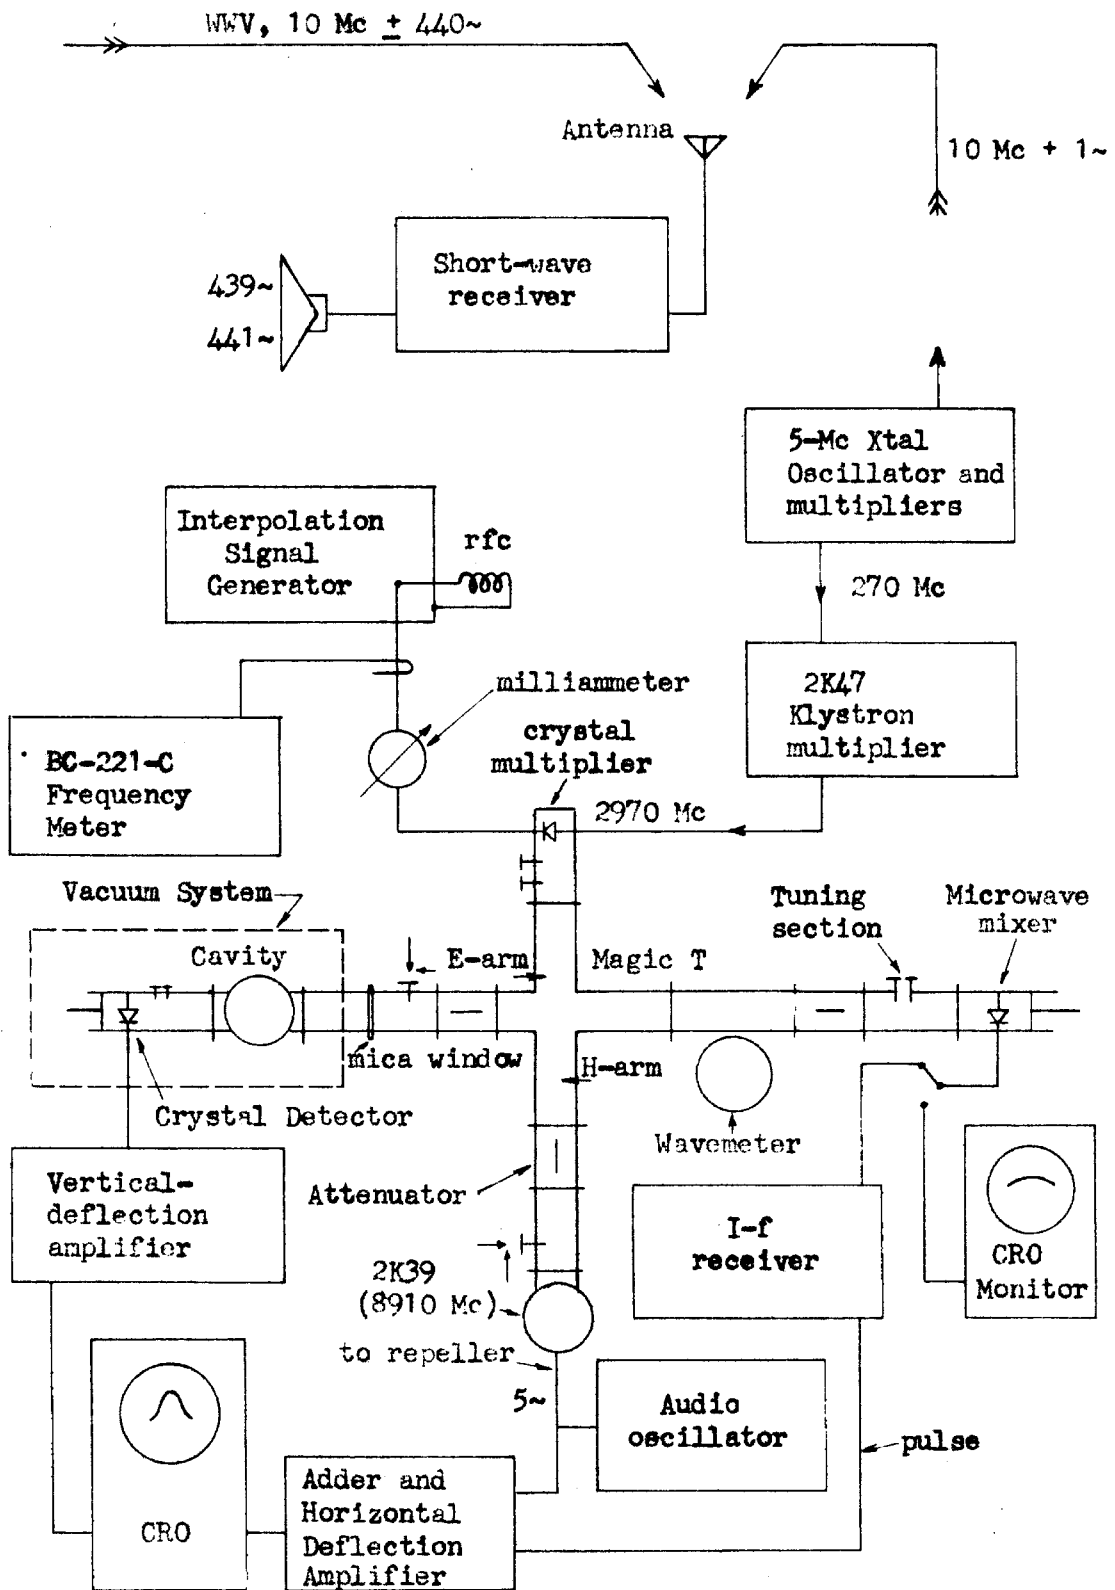 WWV, 10 Mc ± 440~
Antenna
10 Mc + 1~
Short-wave
receiver
439~
441~
5-Mc Xtal
Oscillator and
multipliers
Interpolation
Signal
Generator
rfc
270 Mc
milliammeter
2K47
Klystron
multiplier
crystal
multiplier
BC-221-C
Frequency
Meter
2970 Mc
Vacuum System
Tuning
section
Microwave
mixer
Cavity
E-arm
Magic T
mica window
H-arm
Crystal Detector
Wavemeter
Vertical-
deflection
amplifier
Attenuator
I-f
receiver
CRO
Monitor
2K39
(8910 Mc)
to repeller
5~
Audio
oscillator
pulse
CRO
Adder and
Horizontal
Deflection
Amplifier